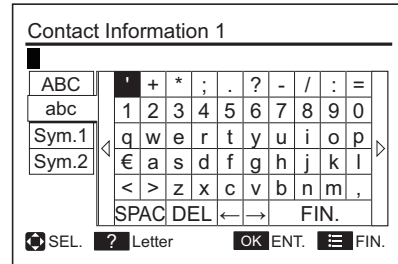 Contact Information 1
ABC ' + * ; . ? - / : =
abc 1 2 3 4 5 6 7 8 9 0
Sym.1 q w e r t y u i o p
Sym.2 € a s d f g h j k l
< > z x c v b n m ,
SPAC DEL ← → FIN.
SEL. ? Letter OK ENT. FIN.